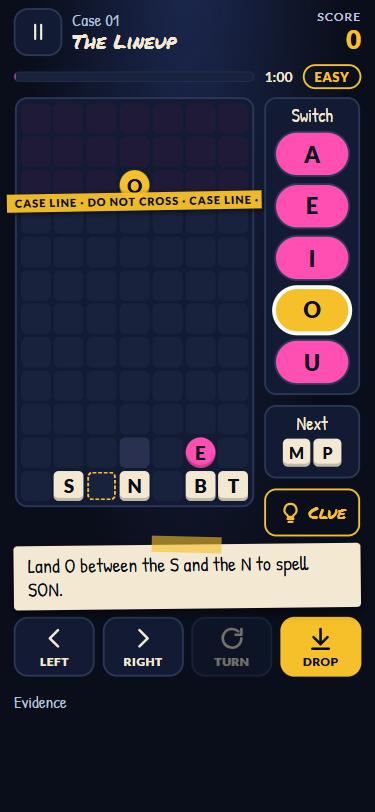 Case 01
The Lineup
SCORE
0
1:00
EASY
O
CASE LINE · DO NOT CROSS · CASE LINE ·
Switch
A
E
I
O
U
Next
M P
E
S N B T
Clue
Land O between the S and the N to spell
SON.
LEFT
RIGHT
TURN
DROP
Evidence